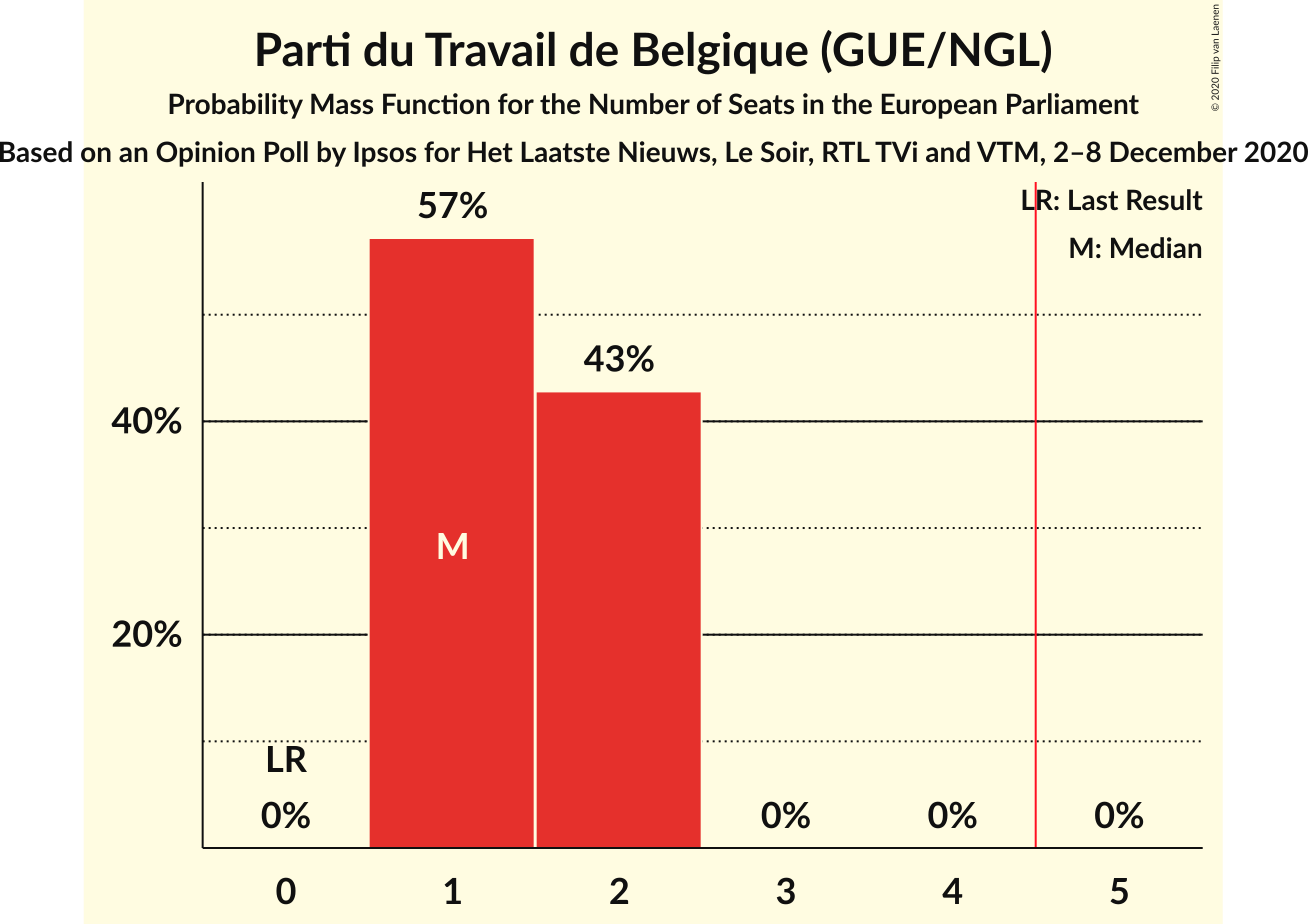 Parti du Travail de Belgique (GUE/NGL)
Probability Mass Function for the Number of Seats in the European Parliament
Based on an Opinion Poll by Ipsos for Het Laatste Nieuws, Le Soir, RTL TVi and VTM, 2–8 December 2020
© 2020 Filip van Laenen
LR: Last Result
M: Median
57%
43%
40%
M
20%
LR
0%
0%
0%
0%
0 1 2 3 4 5